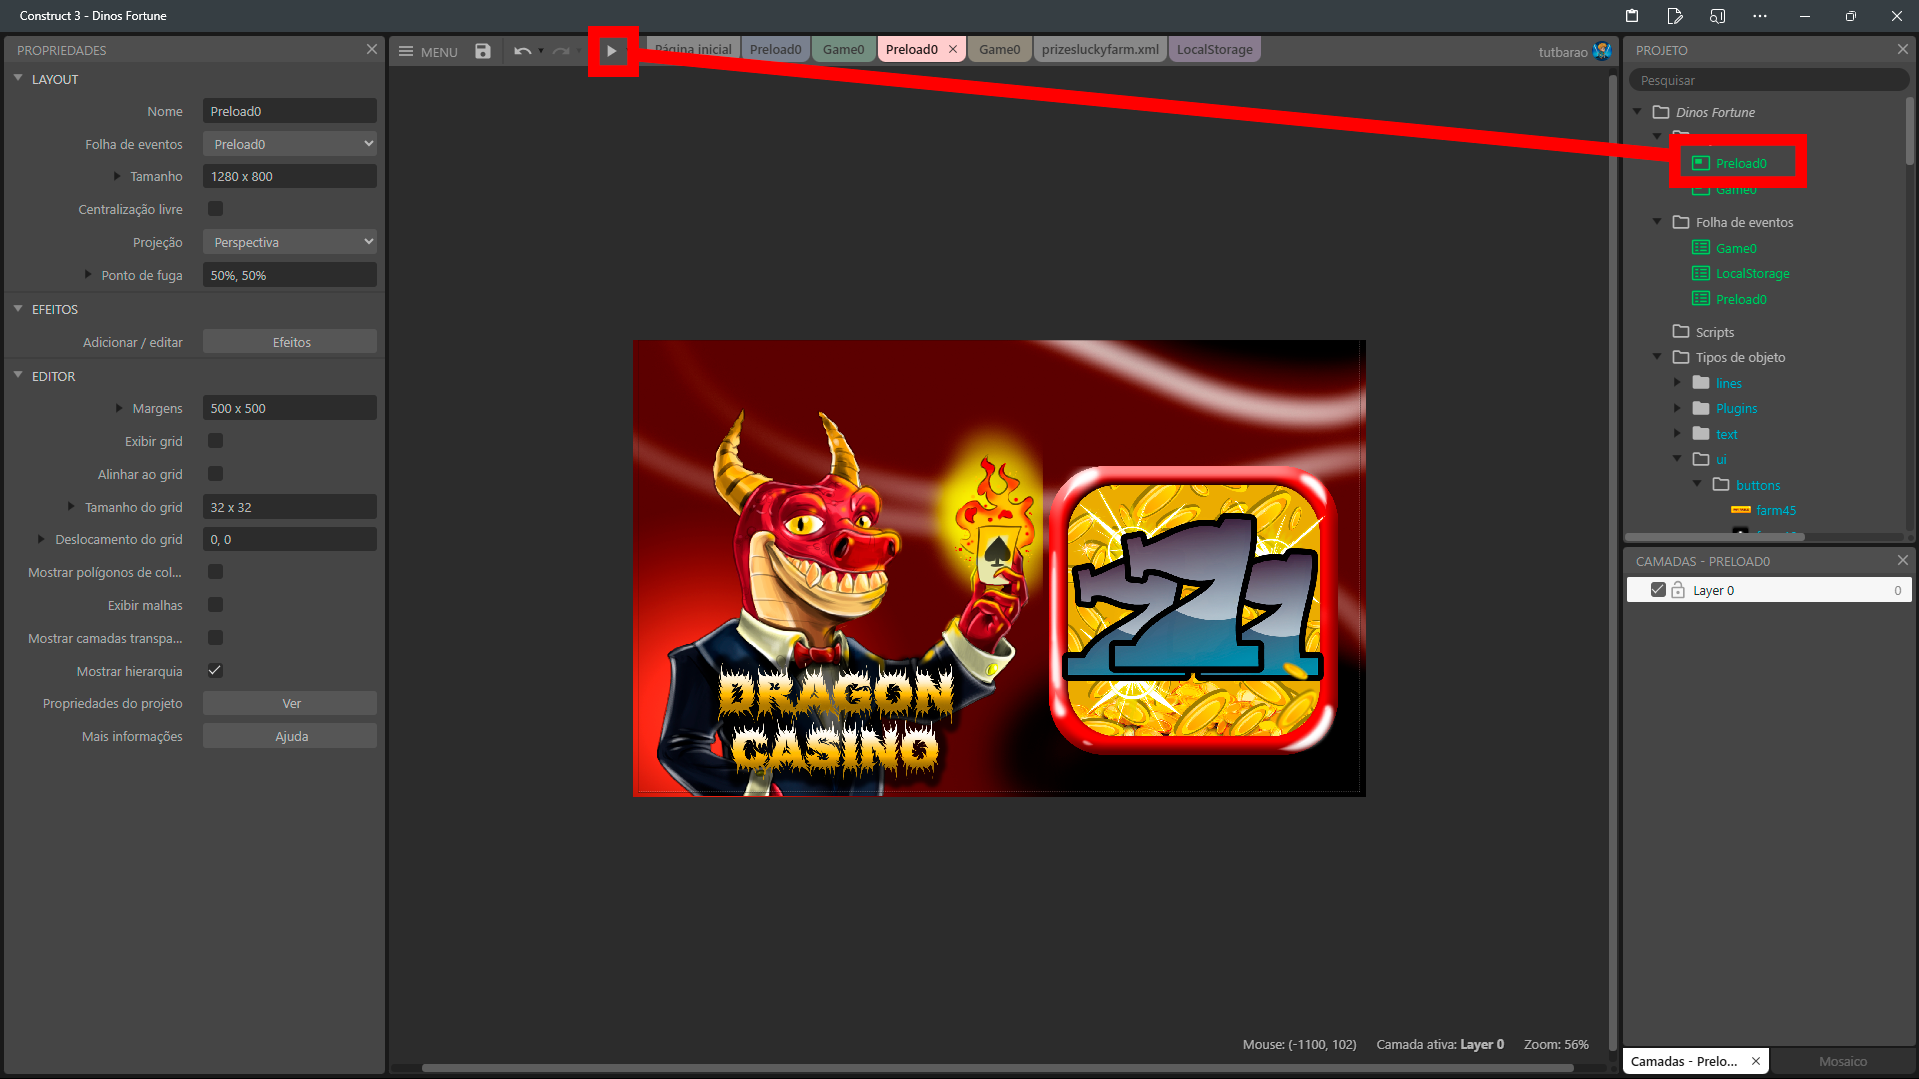 Construct 3 - Dinos Fortune
PROPRIEDADES
LAYOUT
Nome
Preload0
Folha de eventos
Preload0
Tamanho
1280 x 800
Centralização livre
Projeção
Perspectiva
Ponto de fuga
50%, 50%
EFEITOS
Adicionar / editar
Efeitos
EDITOR
Margens
500 x 500
Exibir grid
Alinhar ao grid
Tamanho do grid
32 x 32
Deslocamento do grid
0, 0
Mostrar polígonos de col...
Exibir malhas
Mostrar camadas transpa...
Mostrar hierarquia
Propriedades do projeto
Ver
Mais informações
Ajuda
MENU
Página inicial
Preload0
Game0
Preload0
Game0
prizesluckyfarm.xml
LocalStorage
tutbarao
DRAGON
CASINO
777
Mouse: (-1100, 102)
Camada ativa: Layer 0
Zoom: 56%
PROJETO
Pesquisar
Dinos Fortune
Preload0
Game0
Folha de eventos
Game0
LocalStorage
Preload0
Scripts
Tipos de objeto
lines
Plugins
text
ui
buttons
farm45
CAMADAS - PRELOAD0
Layer 0
0
Camadas - Prelo...
Mosaico